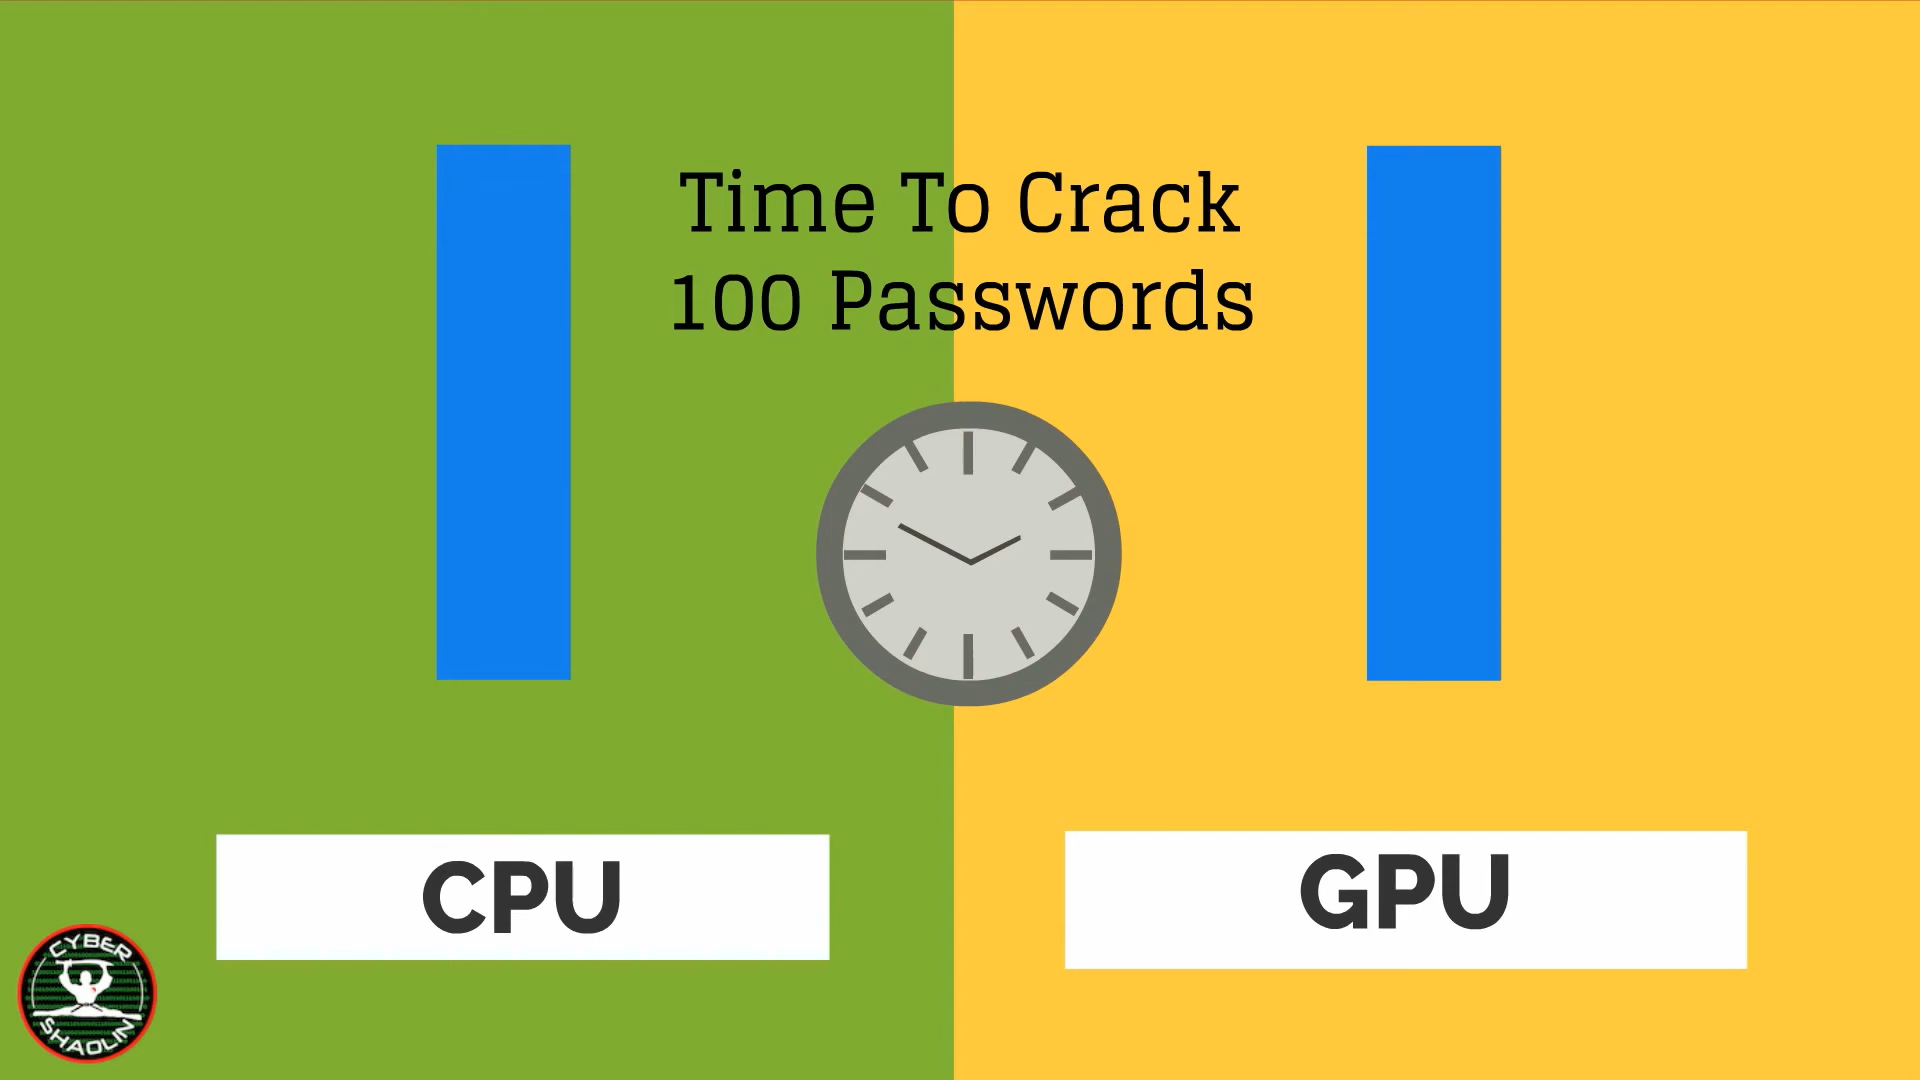 Time To Crack
100 Passwords
CPU
GPU
CYBER
SHAOLIN